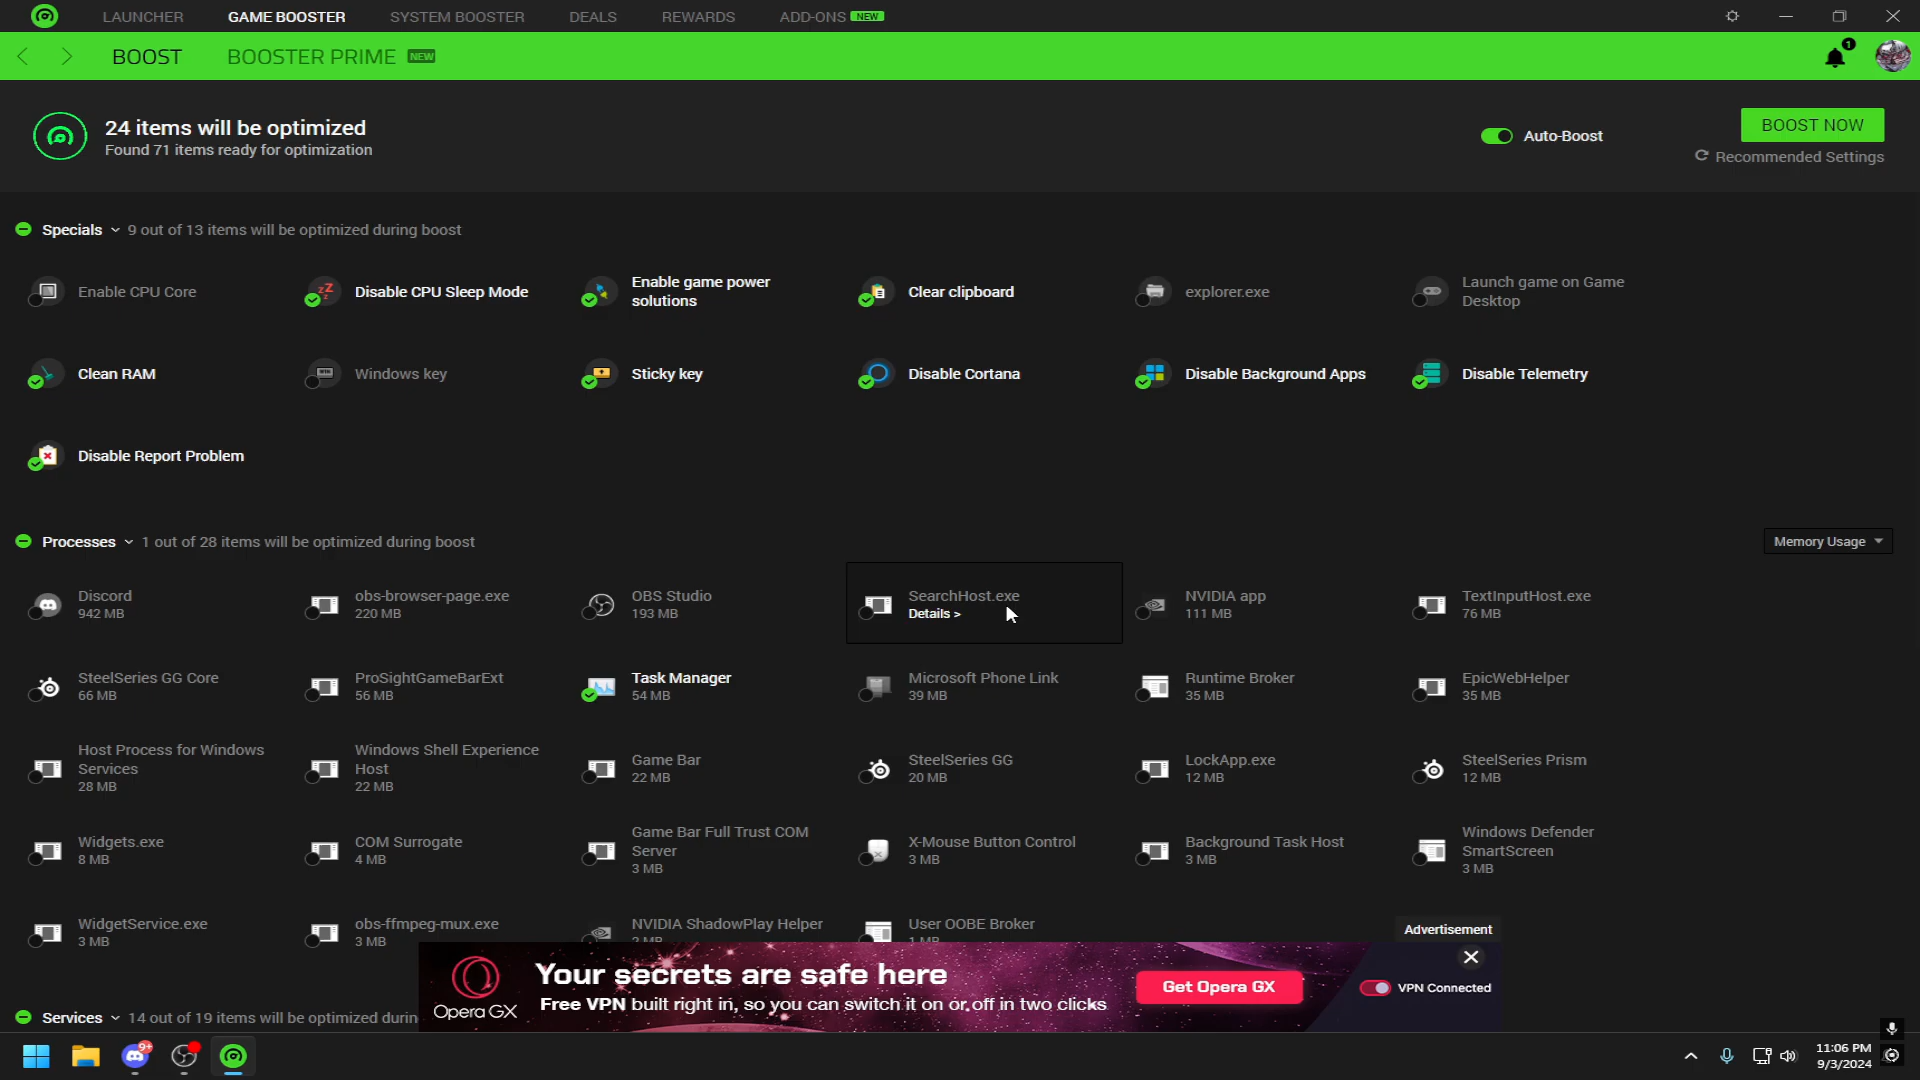 LAUNCHER GAME BOOSTER SYSTEM BOOSTER DEALS REWARDS ADD-ONS NEW
BOOST BOOSTER PRIME NEW 1
24 items will be optimized
Found 71 items ready for optimization
Auto-Boost
BOOST NOW
Recommended Settings
Specials 9 out of 13 items will be optimized during boost
Enable CPU Core
Disable CPU Sleep Mode
Enable game power
solutions
Clear clipboard
explorer.exe
Launch game on Game
Desktop
Clean RAM
Windows key
Sticky key
Disable Cortana
Disable Background Apps
Disable Telemetry
Disable Report Problem
Processes 1 out of 28 items will be optimized during boost
Memory Usage
Discord
942 MB
obs-browser-page.exe
220 MB
OBS Studio
193 MB
SearchHost.exe
Details >
NVIDIA app
111 MB
TextInputHost.exe
76 MB
SteelSeries GG Core
66 MB
ProSightGameBarExt
56 MB
Task Manager
54 MB
Microsoft Phone Link
39 MB
Runtime Broker
35 MB
EpicWebHelper
35 MB
Host Process for Windows
Services
28 MB
Windows Shell Experience
Host
22 MB
Game Bar
22 MB
SteelSeries GG
20 MB
LockApp.exe
12 MB
SteelSeries Prism
12 MB
Widgets.exe
8 MB
COM Surrogate
4 MB
Game Bar Full Trust COM
Server
3 MB
X-Mouse Button Control
3 MB
Background Task Host
3 MB
Windows Defender
SmartScreen
3 MB
WidgetService.exe
3 MB
obs-ffmpeg-mux.exe
3 MB
NVIDIA ShadowPlay Helper
2 MB
User OOBE Broker
1 MB
Advertisement
Opera GX
Your secrets are safe here
Free VPN built right in, so you can switch it on or off in two clicks
Get Opera GX
VPN Connected
Services 14 out of 19 items will be optimized durin
9+
11:06 PM
9/3/2024